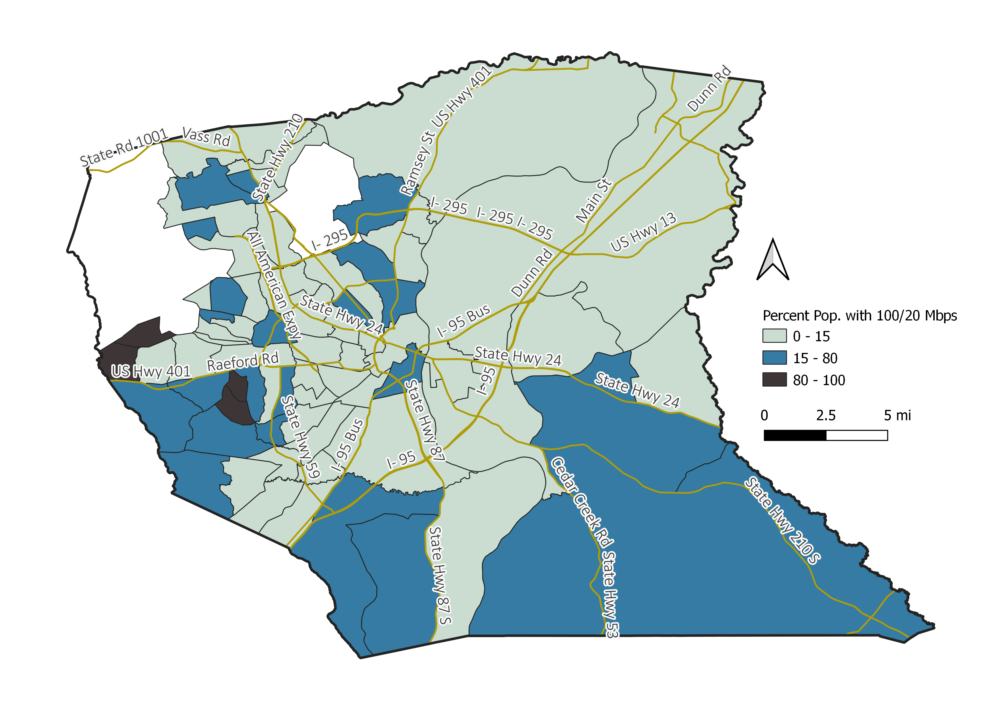 Dunn Rd
US Hwy 401
State Hwy 210
Vass Rd
State Rd 1001
Ramsey St
I- 295
I- 295
I- 295
Main St
US Hwy 13
I- 295
All American Expy
Dunn Rd
State Hwy 24
I- 95 Bus
Percent Pop. with 100/20 Mbps
0 - 15
15 - 80
80 - 100
State Hwy 24
Raeford Rd
US Hwy 401
I- 95
State Hwy 24
0 2.5 5 mi
State Hwy 59
State Hwy 87
I- 95 Bus
I- 95
Cedar Creek Rd
State Hwy 210 S
State Hwy 87 S
State Hwy 53